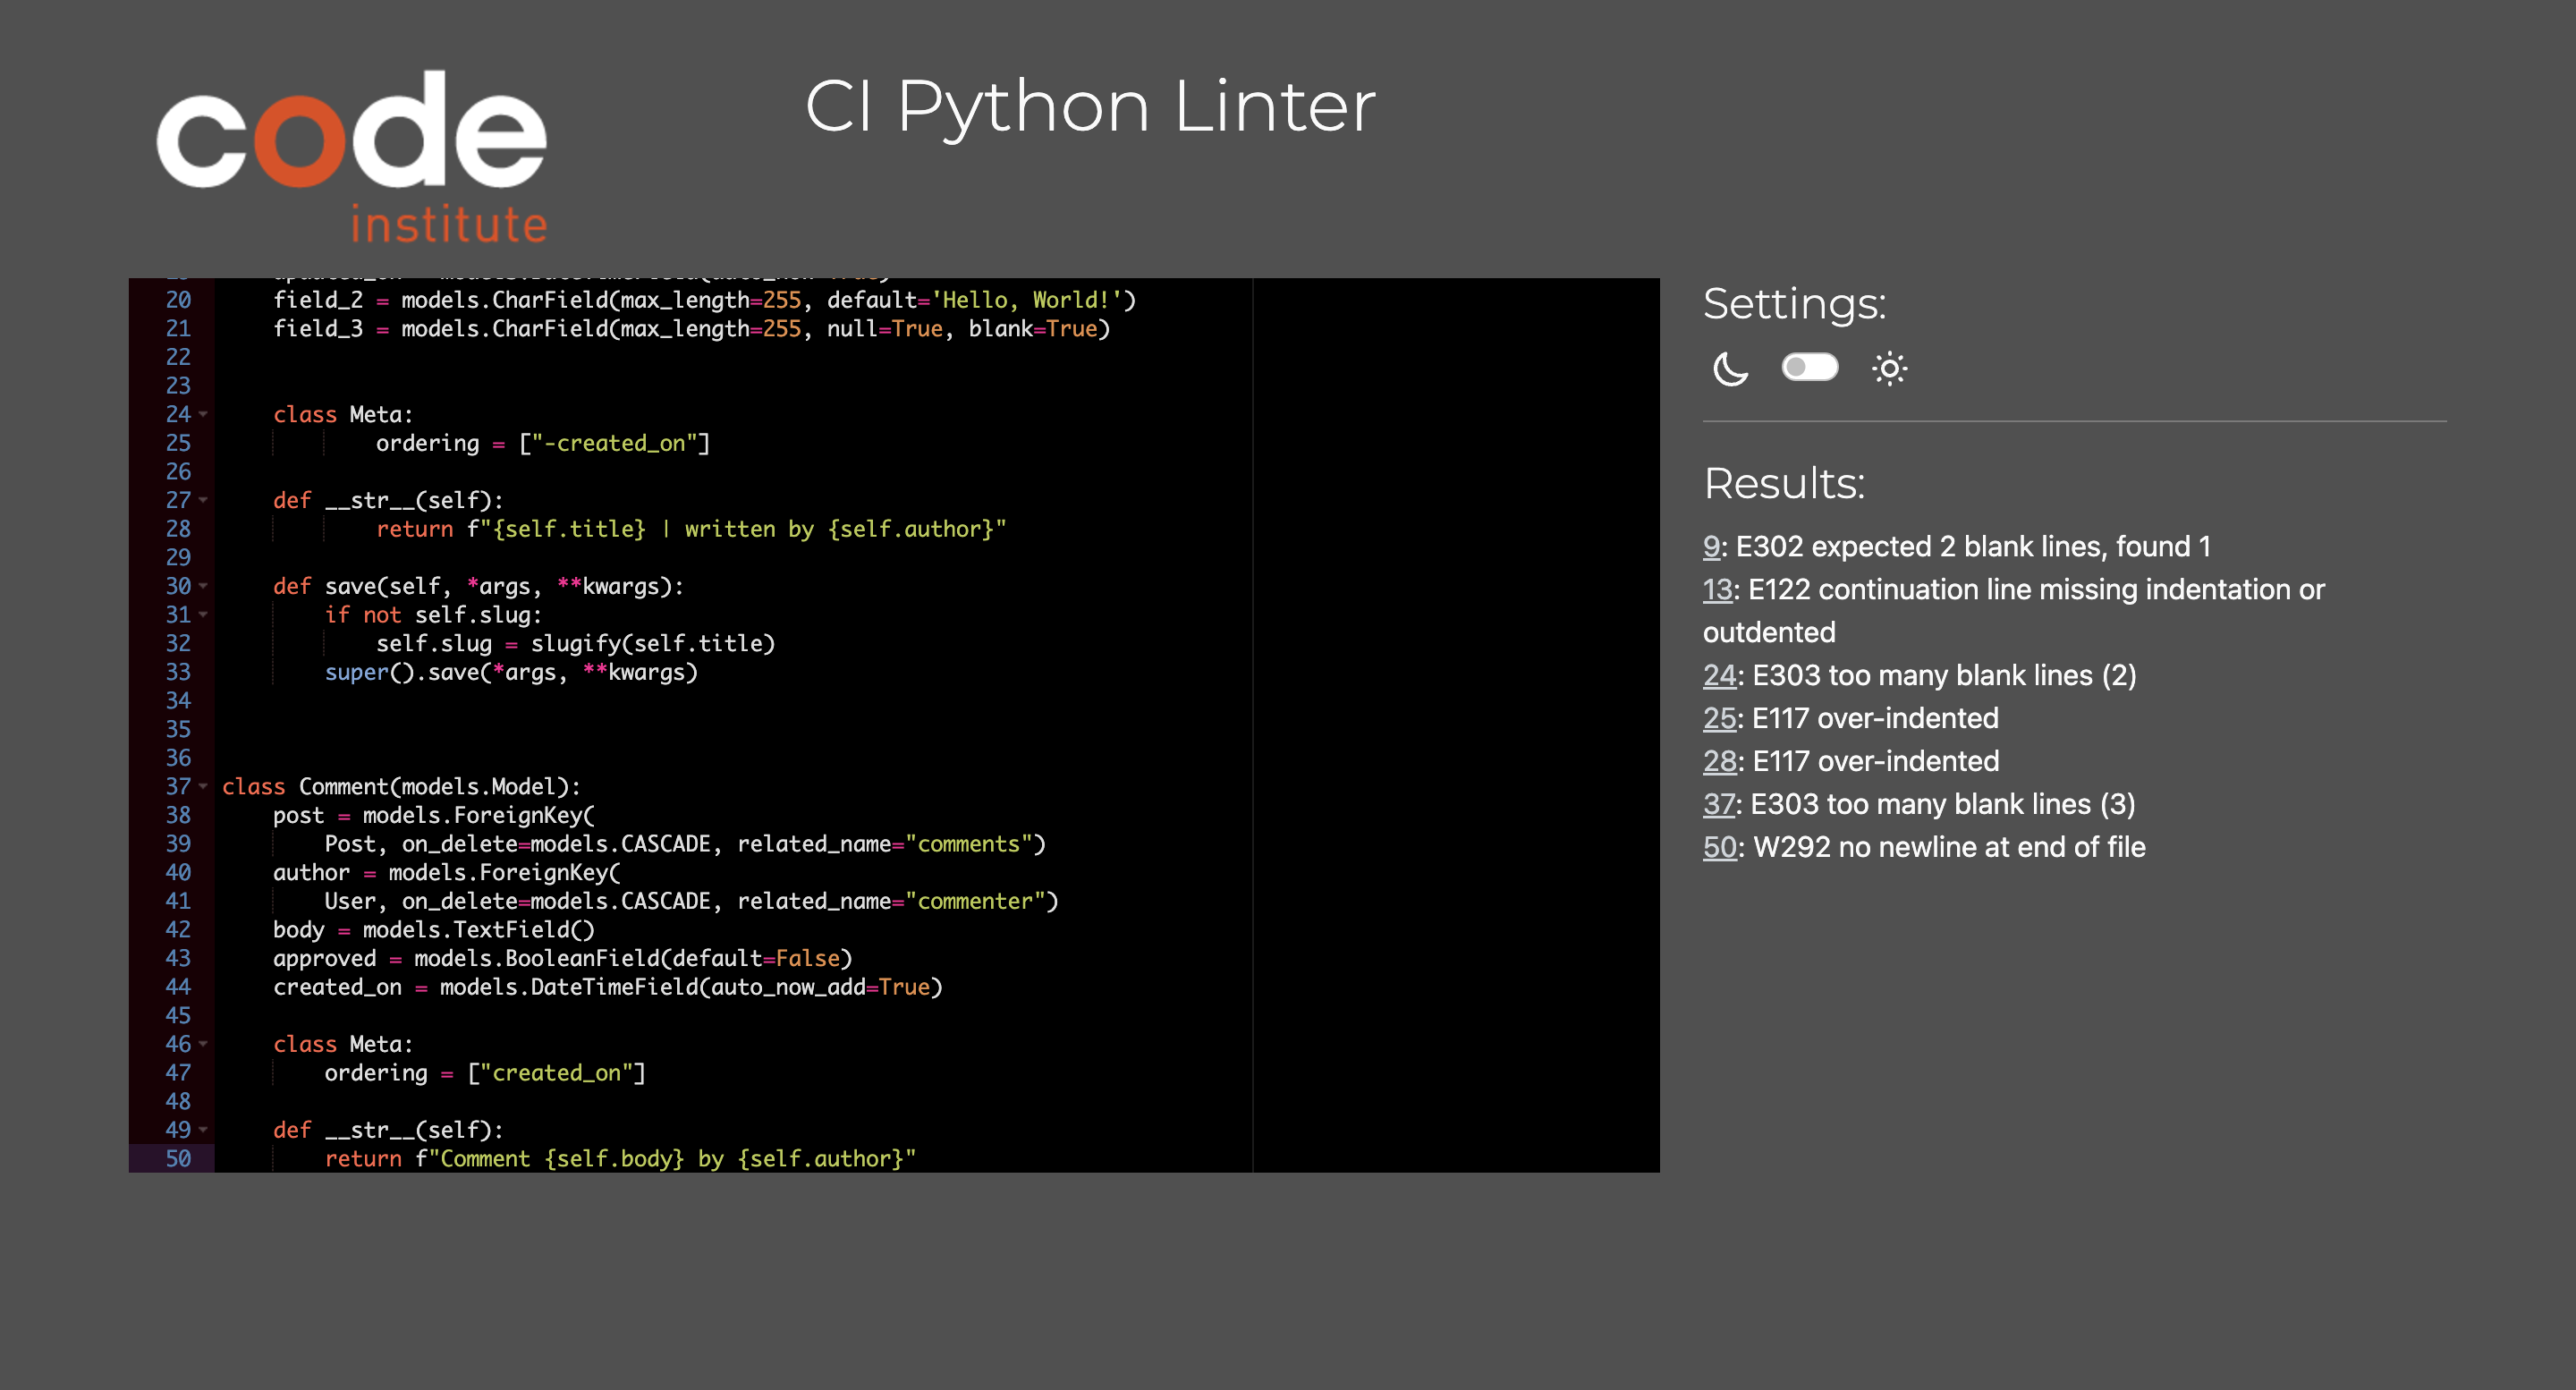 code
institute
CI Python Linter
20 field_2 = models.CharField(max_length=255, default='Hello, World!')
21 field_3 = models.CharField(max_length=255, null=True, blank=True)
22
23
24 class Meta:
25 ordering = ["-created_on"]
26
27 def __str__(self):
28 return f"{self.title} | written by {self.author}"
29
30 def save(self, *args, **kwargs):
31 if not self.slug:
32 self.slug = slugify(self.title)
33 super().save(*args, **kwargs)
34
35
36
37 class Comment(models.Model):
38 post = models.ForeignKey(
39 Post, on_delete=models.CASCADE, related_name="comments")
40 author = models.ForeignKey(
41 User, on_delete=models.CASCADE, related_name="commenter")
42 body = models.TextField()
43 approved = models.BooleanField(default=False)
44 created_on = models.DateTimeField(auto_now_add=True)
45
46 class Meta:
47 ordering = ["created_on"]
48
49 def __str__(self):
50 return f"Comment {self.body} by {self.author}"
Settings:
Results:
9: E302 expected 2 blank lines, found 1
13: E122 continuation line missing indentation or
outdented
24: E303 too many blank lines (2)
25: E117 over-indented
28: E117 over-indented
37: E303 too many blank lines (3)
50: W292 no newline at end of file